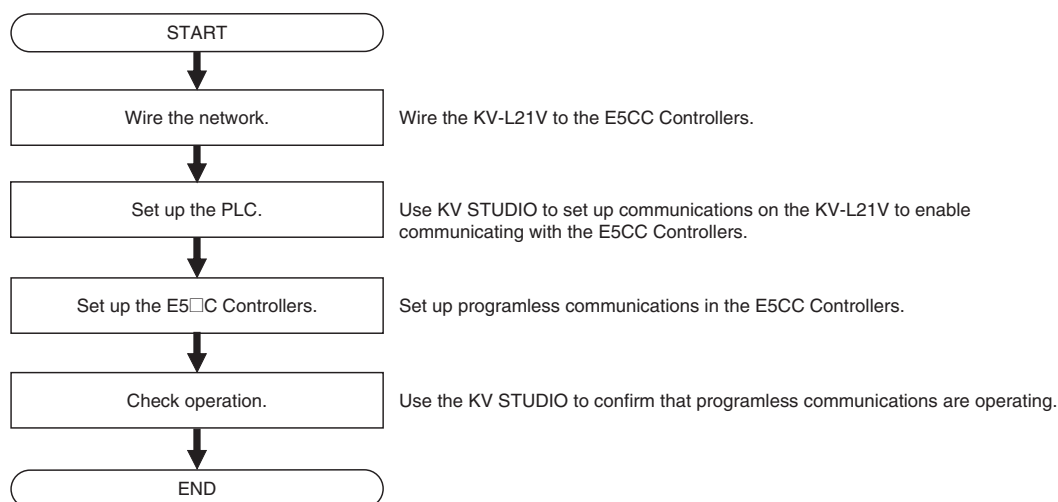 START
Wire the network.
Wire the KV-L21V to the E5CC Controllers.
Set up the PLC.
Use KV STUDIO to set up communications on the KV-L21V to enable
communicating with the E5CC Controllers.
Set up the E5□C Controllers.
Set up programless communications in the E5CC Controllers.
Check operation.
Use the KV STUDIO to confirm that programless communications are operating.
END